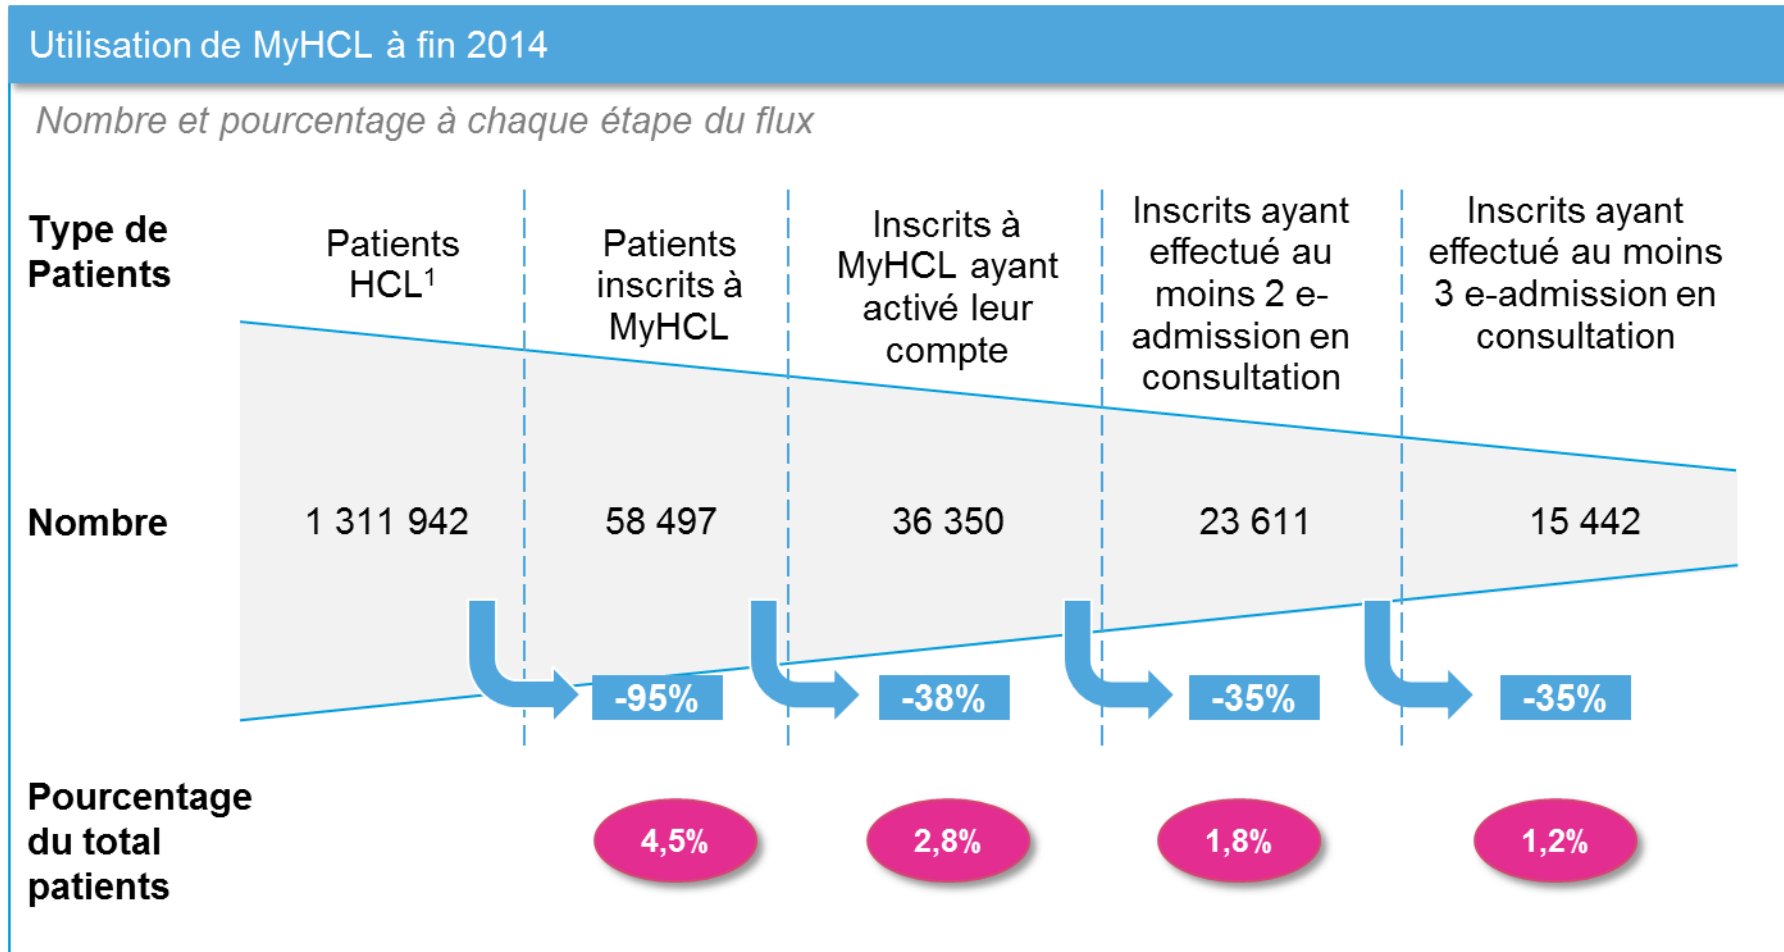 Utilisation de MyHCL à fin 2014
Nombre et pourcentage à chaque étape du flux
Type de
Patients
Patients
HCL¹
Patients
inscrits à
MyHCL
Inscrits à
MyHCL ayant
activé leur
compte
Inscrits ayant
effectué au
moins 2 e-
admission en
consultation
Inscrits ayant
effectué au moins
3 e-admission en
consultation
Nombre
1 311 942
58 497
36 350
23 611
15 442
-95%
-38%
-35%
-35%
Pourcentage
du total
patients
4,5%
2,8%
1,8%
1,2%